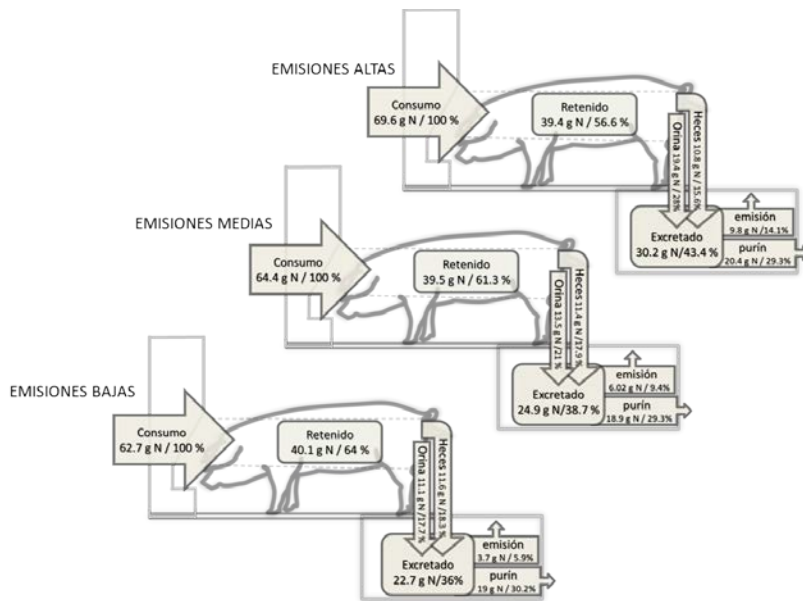 EMISIONES ALTAS
Consumo
69.6 g N / 100 %
Retenido
39.4 g N / 56.6 %
Orina 19.4 g N / 28%
Heces 10.8 g N / 15.6%
Excretado
30.2 g N/43.4 %
emisión
9.8 g N /14.1%
purín
20.4 g N / 29.3%
EMISIONES MEDIAS
Consumo
64.4 g N / 100 %
Retenido
39.5 g N / 61.3 %
Orina 13.5 g N /21 %
Heces 11.4 g N /17.9 %
Excretado
24.9 g N/38.7 %
emisión
6.02 g N / 9.4%
purín
18.9 g N / 29.3%
EMISIONES BAJAS
Consumo
62.7 g N / 100 %
Retenido
40.1 g N / 64 %
Orina 11.1 g N /17.7 %
Heces 11.6 g N /18.3 %
Excretado
22.7 g N/36%
emisión
3.7 g N / 5.9%
purín
19 g N / 30.2%